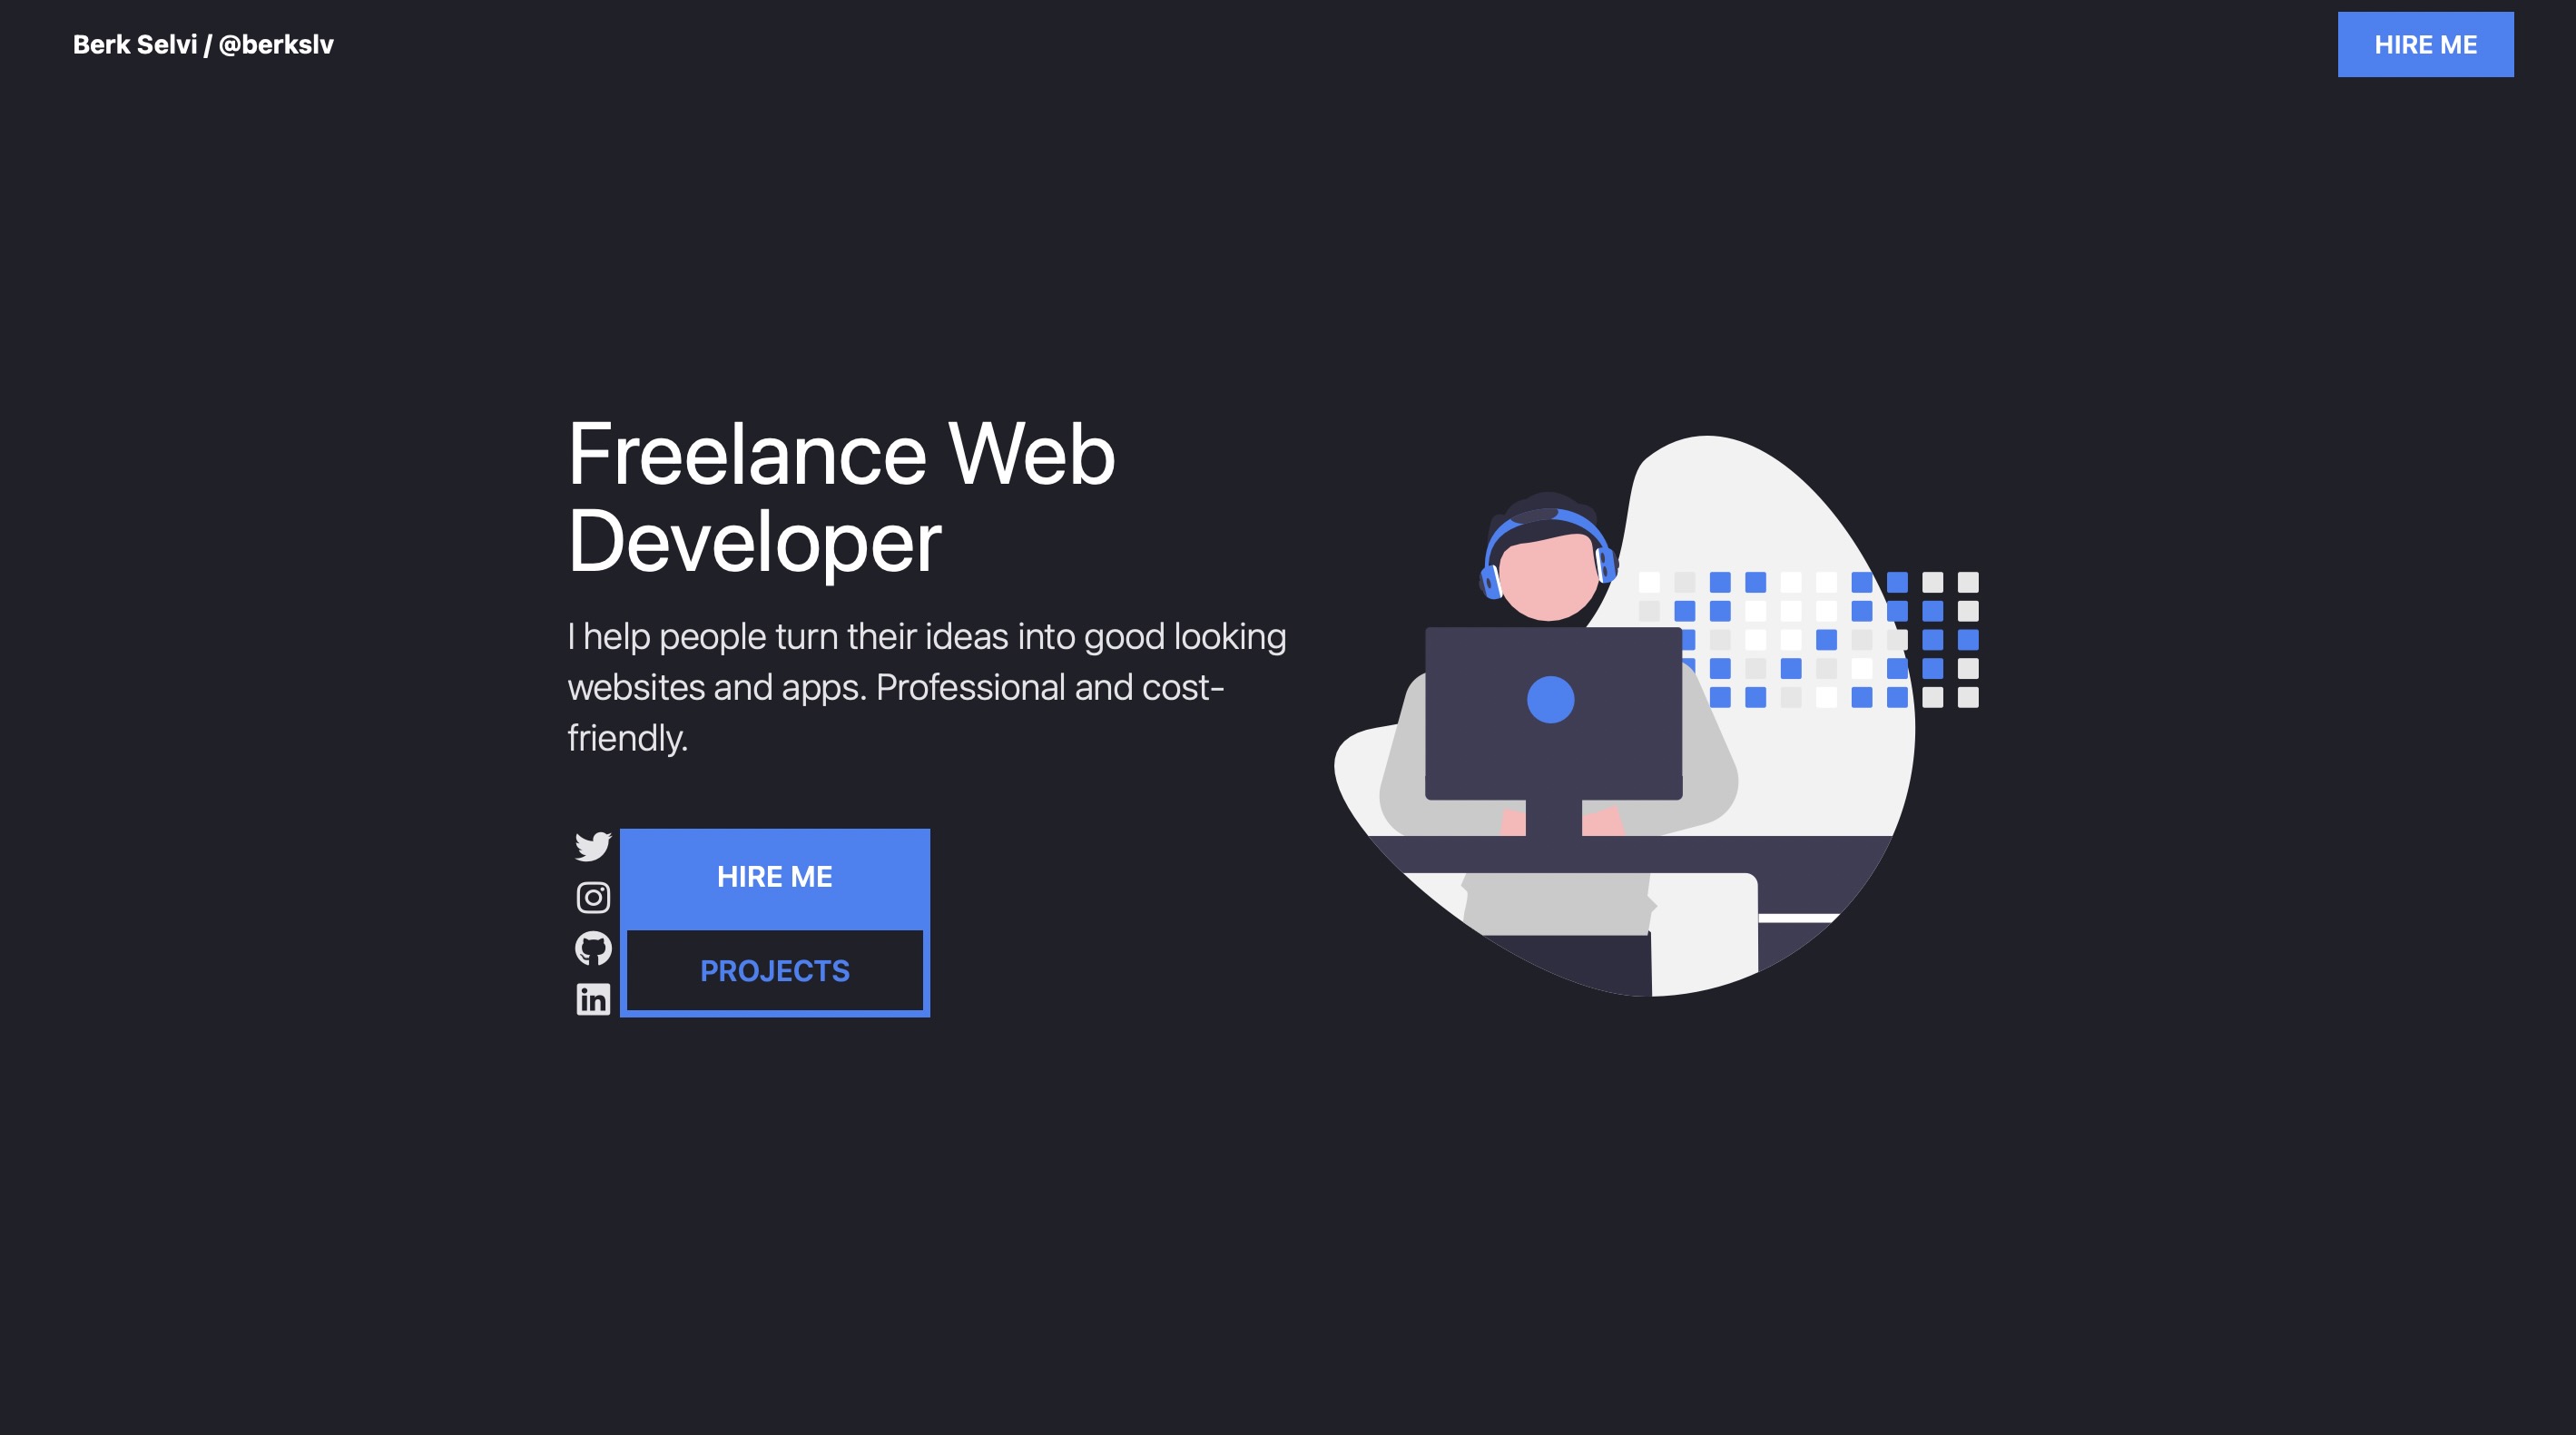 Berk Selvi / @berkslv
HIRE ME
Freelance Web
Developer
I help people turn their ideas into good looking
websites and apps. Professional and cost-
friendly.
HIRE ME
PROJECTS